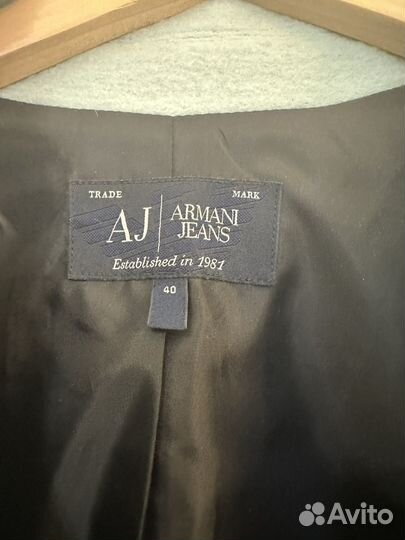 TRADE MARK
AJ ARMANI
JEANS
Established in 1981
40
Avito